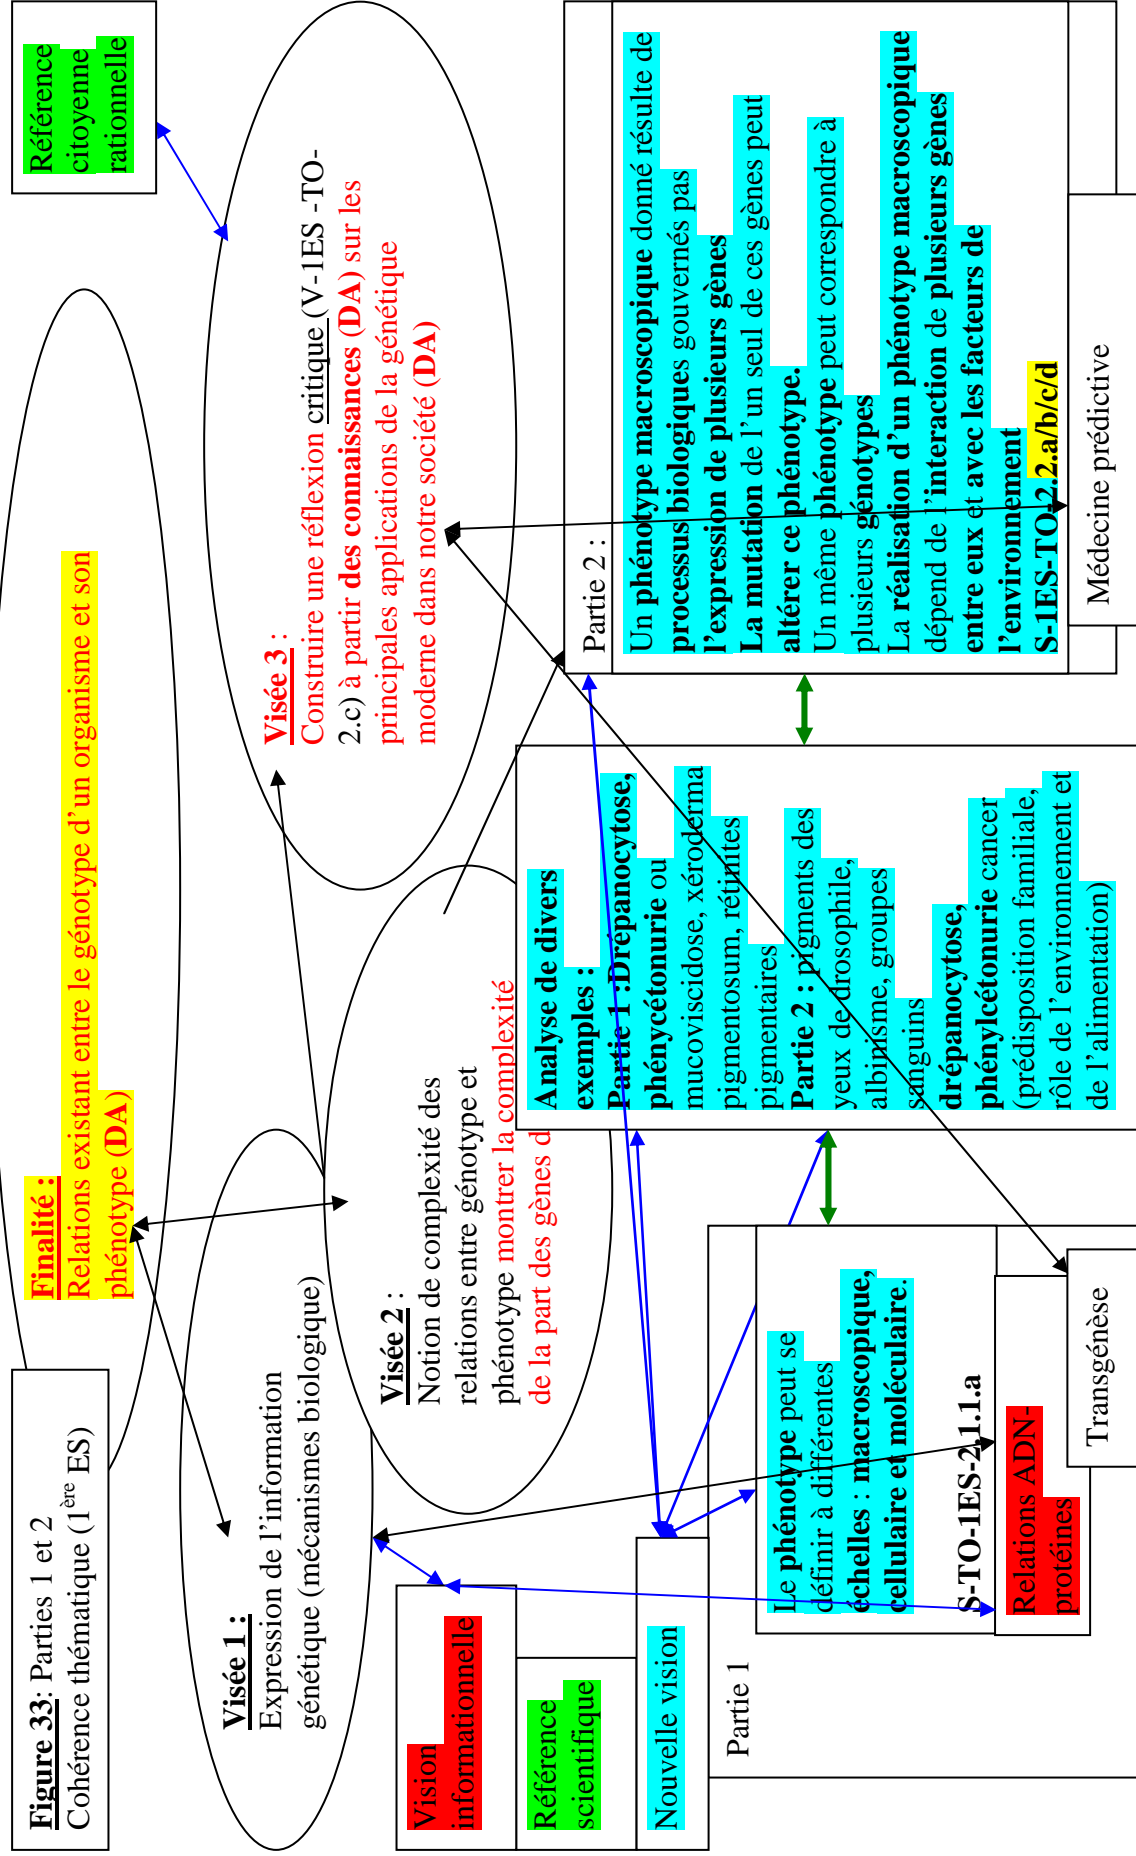 Figure 33: Parties 1 et 2
Cohérence thématique (1ère ES)
Finalité :
Relations existant entre le génotype d'un organisme et son
phénotype (DA)
Référence
citoyenne
rationnelle
Visée 1 :
Expression de l'information
génétique (mécanismes biologique)
Visée 2 :
Notion de complexité des
relations entre génotype et
phénotype montrer la complexité
de la part des gènes d
Visée 3 :
Construire une réflexion critique (V-1ES -TO-
2.c) à partir des connaissances (DA) sur les
principales applications de la génétique
moderne dans notre société (DA)
Vision
informationnelle
Référence
scientifique
Nouvelle vision
Partie 1
Le phénotype peut se
définir à différentes
échelles : macroscopique,
cellulaire et moléculaire.
S-TO-1ES-2.1.1.a
Relations ADN-
protéines
Transgénèse
Analyse de divers
exemples :
Partie 1 :Drépanocytose,
phénycétonurie ou
mucoviscidose, xéroderma
pigmentosum, rétinites
pigmentaires
Partie 2 : pigments des
yeux de drosophile,
albinisme, groupes
sanguins
drépanocytose,
phénylcétonurie cancer
(prédisposition familiale,
rôle de l'environnement et
de l'alimentation)
Partie 2 :
Un phénotype macroscopique donné résulte de
processus biologiques gouvernés pas
l'expression de plusieurs gènes
La mutation de l'un seul de ces gènes peut
altérer ce phénotype.
Un même phénotype peut correspondre à
plusieurs génotypes
La réalisation d'un phénotype macroscopique
dépend de l'interaction de plusieurs gènes
entre eux et avec les facteurs de
l'environnement
S-1ES-TO-2.2.a/b/c/d
Médecine prédictive